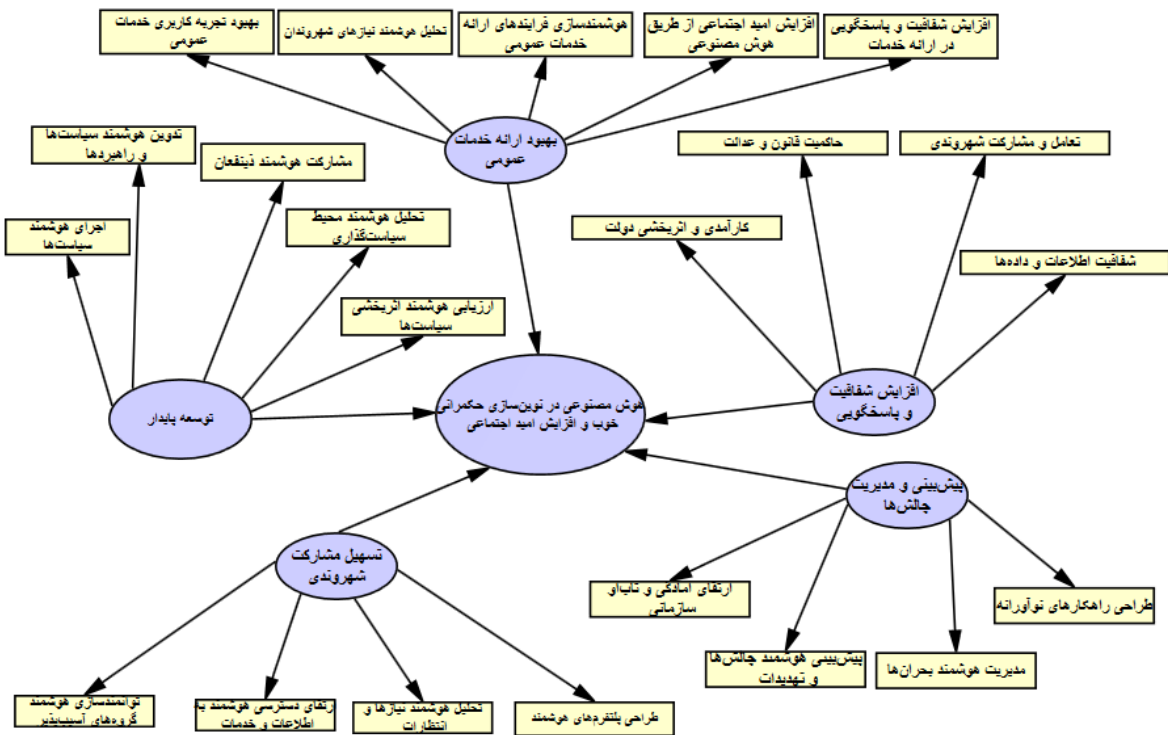 افزایش شفافیت و پاسخگویی
در ارائه خدمات
افزایش امید اجتماعی از طریق
هوش مصنوعی
هوشمندسازی فرایندهای ارائه
خدمات عمومی
تحلیل هوشمند نیازهای شهروندان
بهبود تجربه کاربری خدمات
عمومی
بهبود ارائه خدمات
عمومی
تعامل و مشارکت شهروندی
حاکمیت قانون و عدالت
کارآمدی و اثربخشی دولت
شفافیت اطلاعات و داده‌ها
افزایش شفافیت
و پاسخگویی
تدوین هوشمند سیاست‌ها
و راهبردها
مشارکت هوشمند ذینفعان
اجرای هوشمند
سیاست‌ها
تحلیل هوشمند محیط
سیاست‌گذاری
ارزیابی هوشمند اثربخشی
سیاست‌ها
توسعه پایدار
هوش مصنوعی در نوین‌سازی حکمرانی
خوب و افزایش امید اجتماعی
پیش‌بینی و مدیریت
چالش‌ها
ارتقای آمادگی و تاب‌او
سازمانی
طراحی راهکارهای نوآورانه
پیش‌بینی هوشمند چالش‌ها
و تهدیدات
مدیریت هوشمند بحران‌ها
تسهیل مشارکت
شهروندی
طراحی پلتفرم‌های هوشمند
تحلیل هوشمند نیازها و
انتظارات
رتقای دسترسی هوشمند به
اطلاعات و خدمات
توانمندسازی هوشمند
گروه‌های آسیب‌پذیر